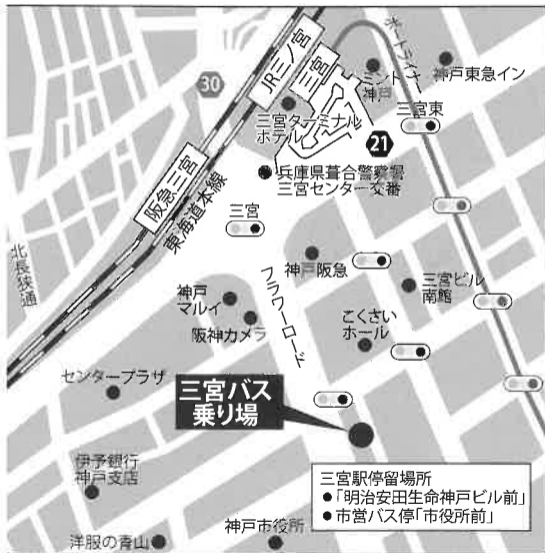 30
JR三ノ宮
三宮
ポートライナー
ミント
神戸
神戸東急イン
三宮東
三宮ターミナル
ホテル
21
兵庫県葺合警察署
三宮センター交番
阪急三宮
東海道本線
三宮
北長狭通
神戸阪急
三宮ビル
南館
神戸
マルイ
阪神カメラ
フラワーロード
こくさい
ホール
センタープラザ
三宮バス
乗り場
伊予銀行
神戸支店
三宮駅停留場所
●「明治安田生命神戸ビル前」
●市営バス停「市役所前」
洋服の青山
神戸市役所